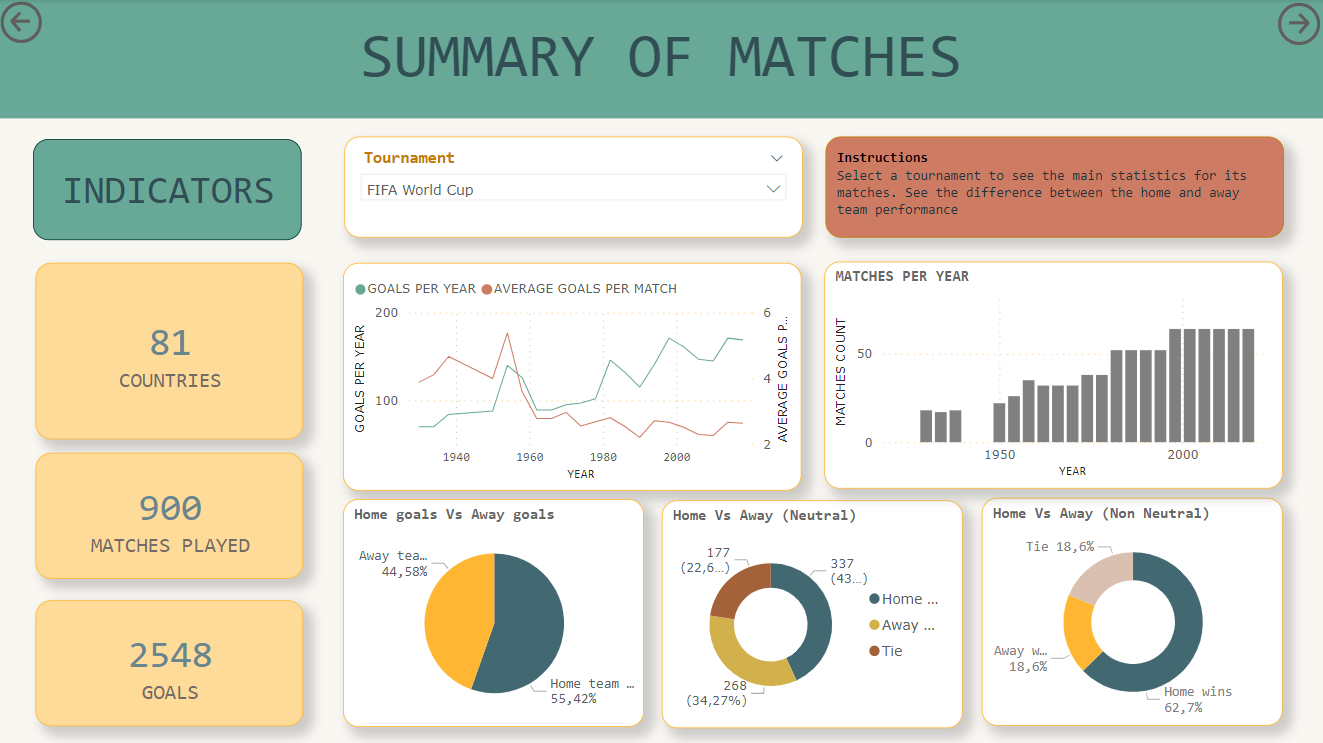 SUMMARY OF MATCHES
INDICATORS
Tournament
FIFA World Cup
Instructions
Select a tournament to see the main statistics for its
matches. See the difference between the home and away
team performance
81
COUNTRIES
900
MATCHES PLAYED
2548
GOALS
GOALS PER YEAR
AVERAGE GOALS PER MATCH
GOALS PER YEAR
200
100
6
4
2
AVERAGE GOALS P...
1940
1960
1980
2000
YEAR
MATCHES PER YEAR
MATCHES COUNT
50
0
1950
2000
YEAR
Home goals Vs Away goals
Away tea...
44,58%
Home team ...
55,42%
Home Vs Away (Neutral)
177
(22,6...)
337
(43...)
268
(34,27%)
Home ...
Away ...
Tie
Home Vs Away (Non Neutral)
Tie 18,6%
Away w...
18,6%
Home wins
62,7%